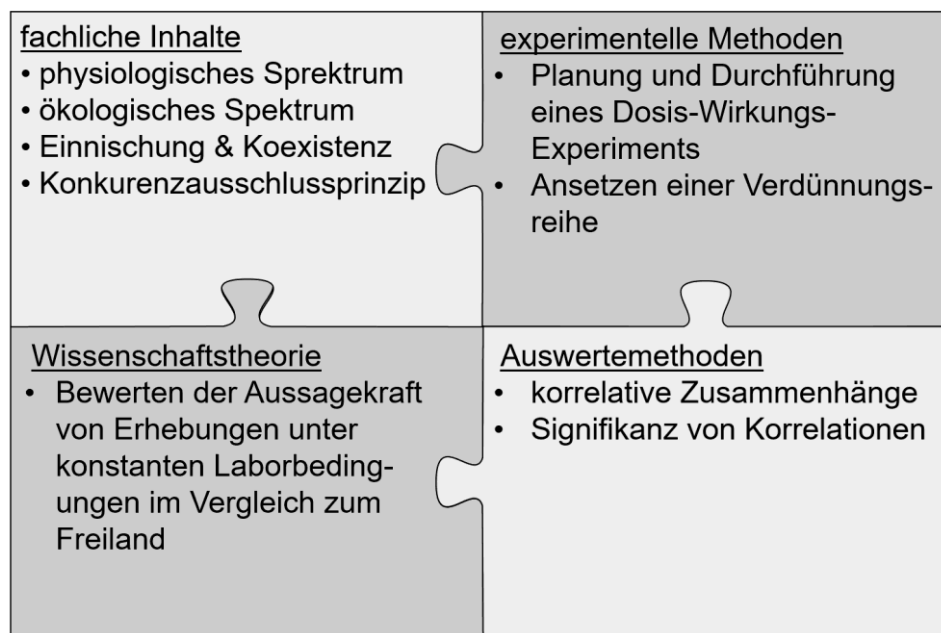 fachliche Inhalte
• physiologisches Sprektrum
• ökologisches Spektrum
• Einnischung & Koexistenz
• Konkurenzausschlussprinzip
experimentelle Methoden
• Planung und Durchführung
eines Dosis-Wirkungs-
Experiments
• Ansetzen einer Verdünnungs-
reihe
Wissenschaftstheorie
• Bewerten der Aussagekraft
von Erhebungen unter
konstanten Laborbeding-
ungen im Vergleich zum
Freiland
Auswertemethoden
• korrelative Zusammenhänge
• Signifikanz von Korrelationen